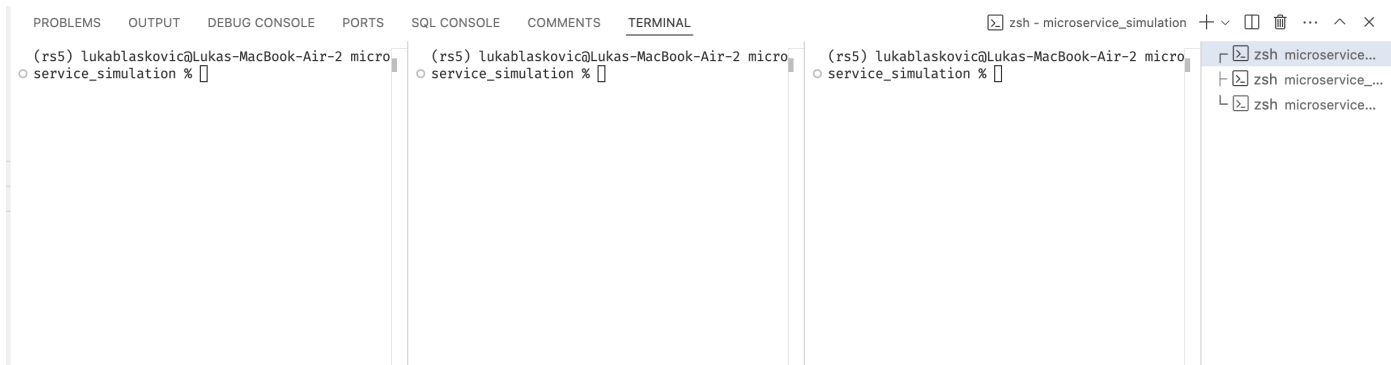 PROBLEMS OUTPUT DEBUG CONSOLE PORTS SQL CONSOLE COMMENTS TERMINAL zsh - microservice_simulation
(rs5) lukablaskovic@Lukas-MacBook-Air-2 micro
service_simulation %
(rs5) lukablaskovic@Lukas-MacBook-Air-2 micro
service_simulation %
(rs5) lukablaskovic@Lukas-MacBook-Air-2 micro
service_simulation %
zsh microservice...
zsh microservice_...
zsh microservice...